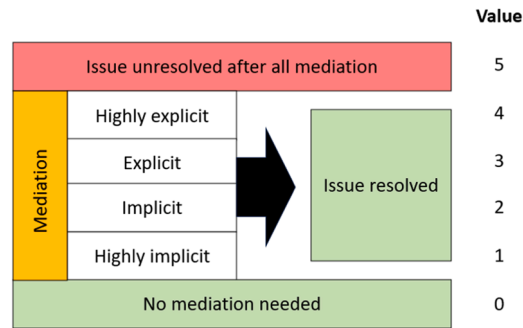 Value
Issue unresolved after all mediation 5
Mediation
Highly explicit 4
Explicit 3
Implicit 2
Highly implicit 1
Issue resolved
No mediation needed 0